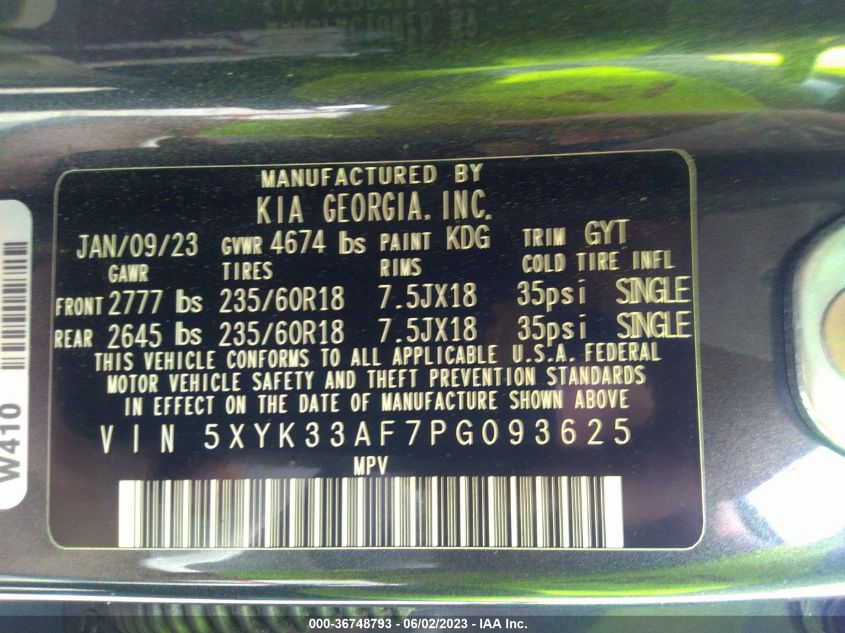 MANUFACTURED BY
KIA GEORGIA. INC.
JAN/09/23 GVWR 4674 lbs PAINT KDG TRIM GYT
GAWR TIRES RIMS COLD TIRE INFL
FRONT 2777 lbs 235/60R18 7.5JX18 35psi SINGLE
REAR 2645 lbs 235/60R18 7.5JX18 35psi SINGLE
THIS VEHICLE CONFORMS TO ALL APPLICABLE U.S.A. FEDERAL
MOTOR VEHICLE SAFETY AND THEFT PREVENTION STANDARDS
IN EFFECT ON THE DATE OF MANUFACTURE SHOWN ABOVE.
VIN 5XYK33AF7PG093625
MPV
W410
000-36748793 - 06/02/2023 - IAA Inc.